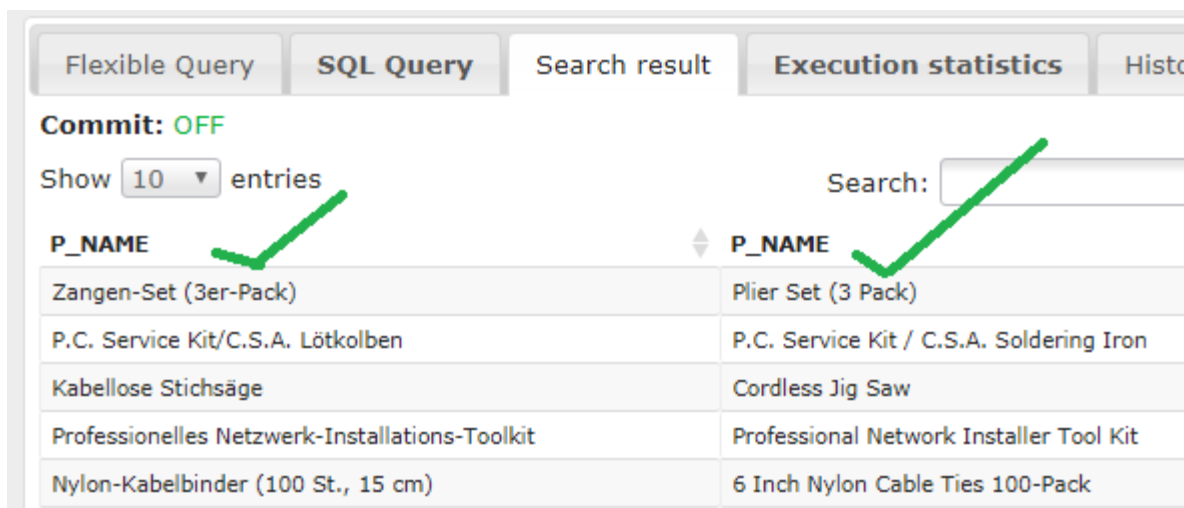 Flexible Query SQL Query Search result Execution statistics Histo
Commit: OFF
Show 10 entries Search:
P_NAME P_NAME
Zangen-Set (3er-Pack) Plier Set (3 Pack)
P.C. Service Kit/C.S.A. Lötkolben P.C. Service Kit / C.S.A. Soldering Iron
Kabellose Stichsäge Cordless Jig Saw
Professionelles Netzwerk-Installations-Toolkit Professional Network Installer Tool Kit
Nylon-Kabelbinder (100 St., 15 cm) 6 Inch Nylon Cable Ties 100-Pack